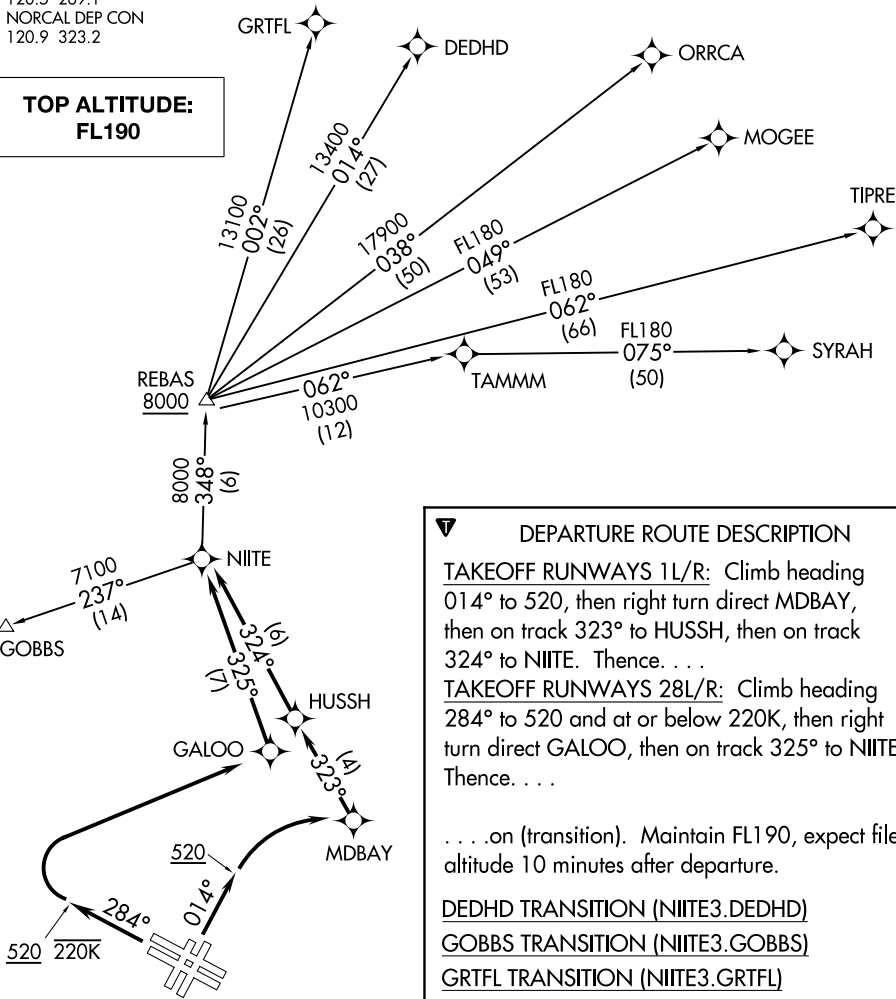 NORCAL DEP CON
120.9 323.2
TOP ALTITUDE:
FL190
GRTFL
DEDHD
ORRCA
MOGEE
TIPRE
13100
002°
(26)
13400
014°
(27)
17900
038°
(50)
FL180
049°
(53)
FL180
062°
(66)
FL180
075°
(50)
SYRAH
TAMMM
REBAS
8000
062°
10300
(12)
8000
348°
(6)
NIITE
7100
237°
(14)
GOBBS
(6)
324°
325°
(7)
HUSSH
GALOO
(4)
323°
MDBAY
520
014°
284°
520 220K
T
DEPARTURE ROUTE DESCRIPTION
TAKEOFF RUNWAYS 1L/R: Climb heading
014° to 520, then right turn direct MDBAY,
then on track 323° to HUSSH, then on track
324° to NIITE. Thence. . . .
TAKEOFF RUNWAYS 28L/R: Climb heading
284° to 520 and at or below 220K, then right
turn direct GALOO, then on track 325° to NIITE
Thence. . . .
. . . .on (transition). Maintain FL190, expect file
altitude 10 minutes after departure.
DEDHD TRANSITION (NIITE3.DEDHD)
GOBBS TRANSITION (NIITE3.GOBBS)
GRTFL TRANSITION (NIITE3.GRTFL)